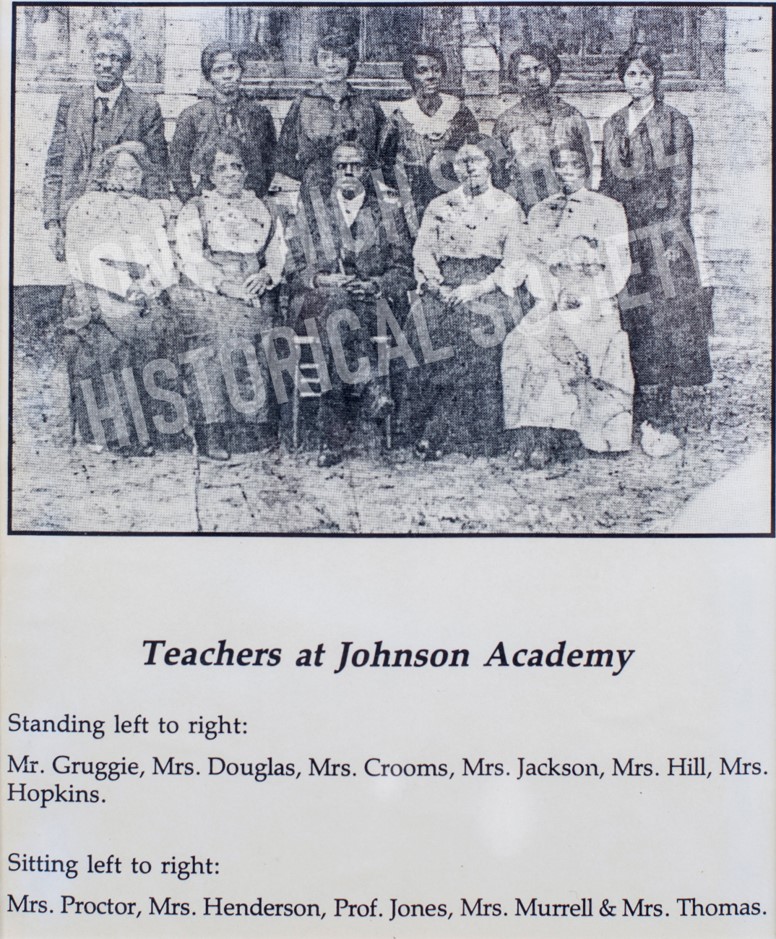 JONES HIGH SCHOOL
HISTORICAL SOCIETY
Teachers at Johnson Academy
Standing left to right:
Mr. Gruggie, Mrs. Douglas, Mrs. Crooms, Mrs. Jackson, Mrs. Hill, Mrs.
Hopkins.
Sitting left to right:
Mrs. Proctor, Mrs. Henderson, Prof. Jones, Mrs. Murrell & Mrs. Thomas.